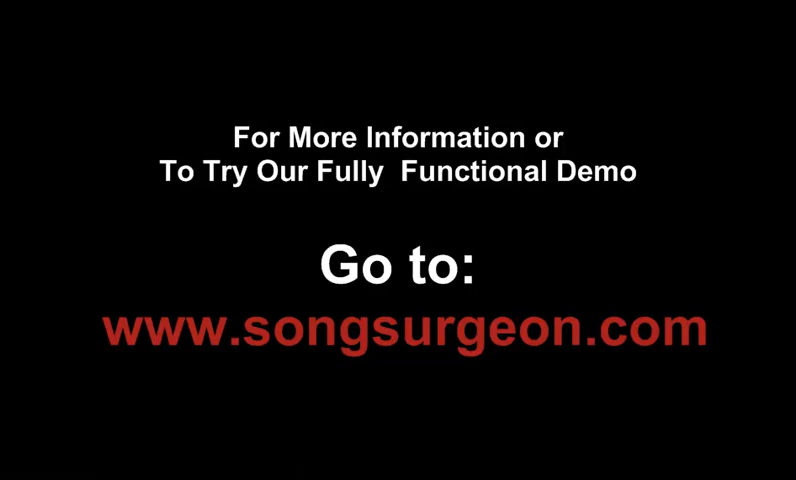 For More Information or
To Try Our Fully  Functional Demo
Go to:
www.songsurgeon.com